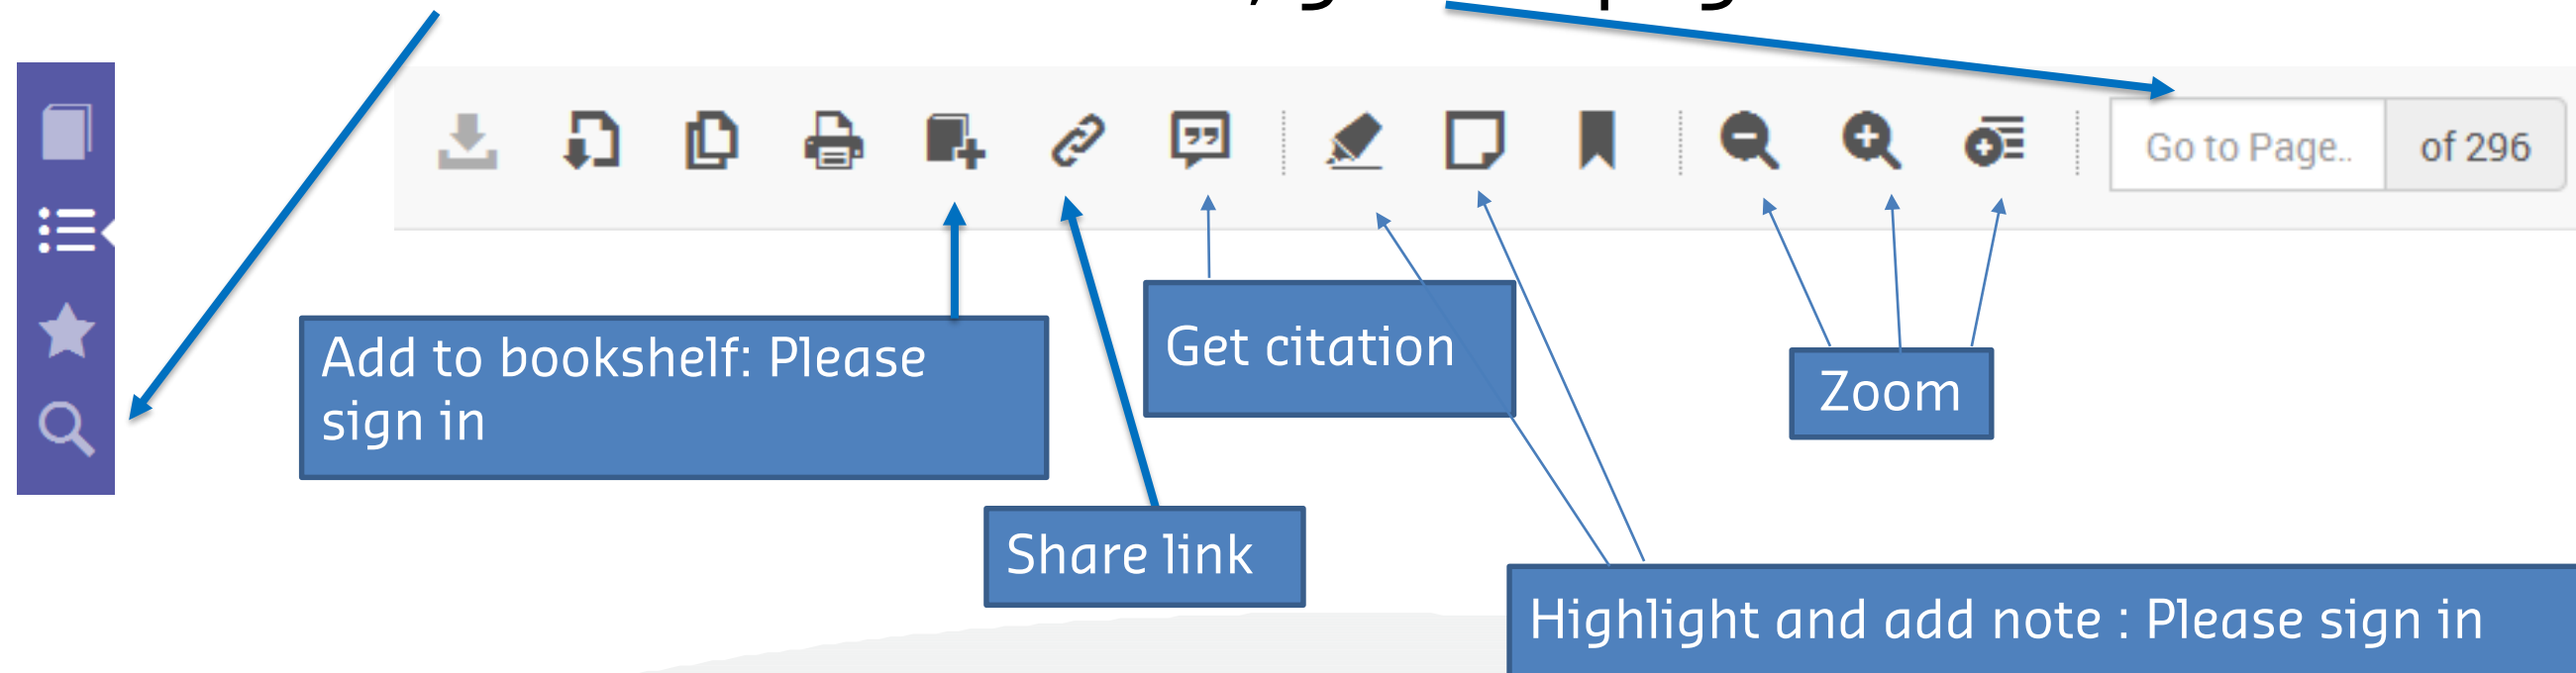 Go to Page..
of 296
Add to bookshelf: Please
sign in
Get citation
Zoom
Share link
Highlight and add note : Please sign in